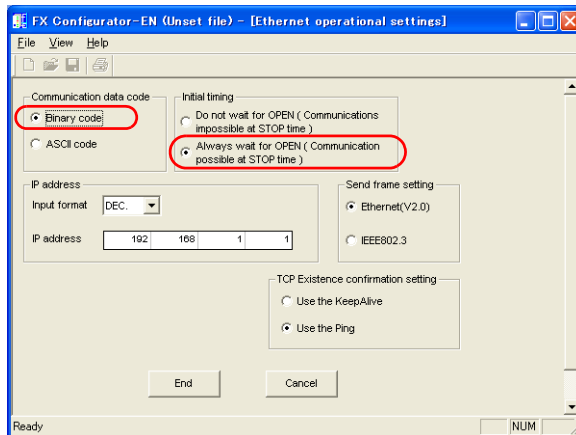 FX Configurator-EN (Unset file) - [Ethernet operational settings]
File View Help
Communication data code
Binary code
ASCII code
Initial timing
Do not wait for OPEN ( Communications
impossible at STOP time )
Always wait for OPEN ( Communication
possible at STOP time )
IP address
Input format DEC.
IP address 192 168 1 1
Send frame setting
Ethernet(V2.0)
IEEE802.3
TCP Existence confirmation setting
Use the KeepAlive
Use the Ping
End Cancel
Ready NUM